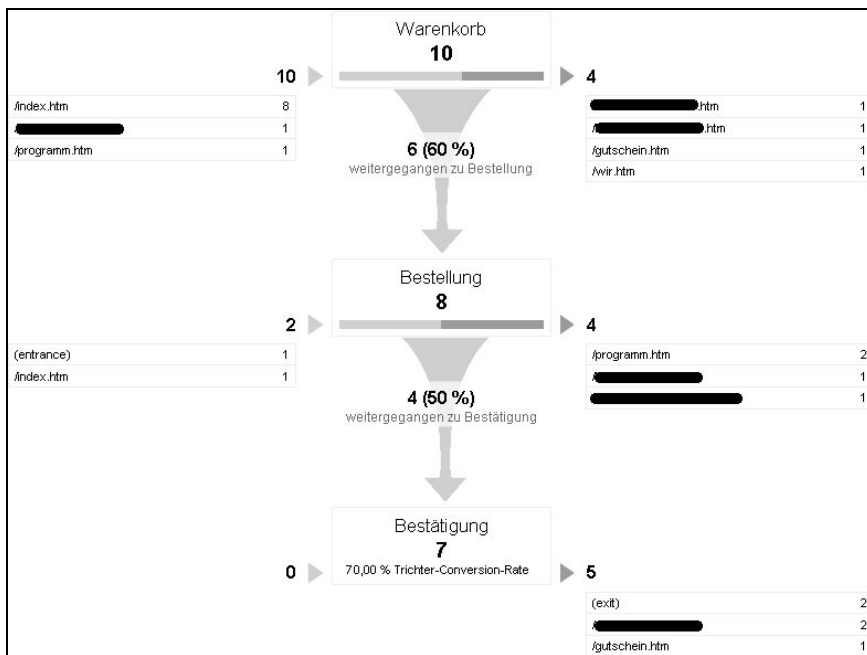 Warenkorb
10
10
4
/index.htm 8
/
1
/programm.htm 1
.htm 1
/ .htm 1
/gutschein.htm 1
/wir.htm 1
6 (60 %)
weitergegangen zu Bestellung
Bestellung
8
2
4
(entrance) 1
/index.htm 1
/programm.htm 2
/ 1
1
4 (50 %)
weitergegangen zu Bestätigung
Bestätigung
7
70,00 % Trichter-Conversion-Rate
0
5
(exit) 2
/ 2
/gutschein.htm 1